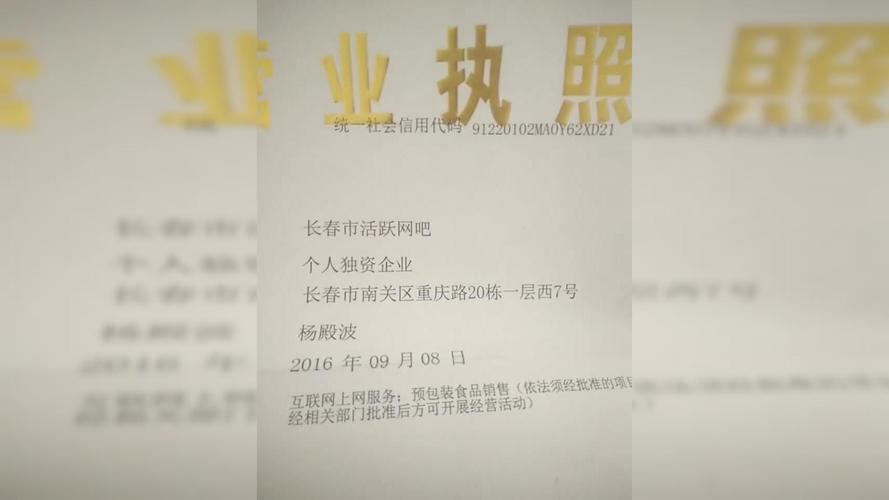 营业执照
统一社会信用代码 91220102MA0Y62XD21
长春市活跃网吧
个人独资企业
长春市南关区重庆路20栋一层西7号
杨殿波
2016 年 09 月 08 日
互联网上网服务；预包装食品销售（依法须经批准的项目
经相关部门批准后方可开展经营活动）